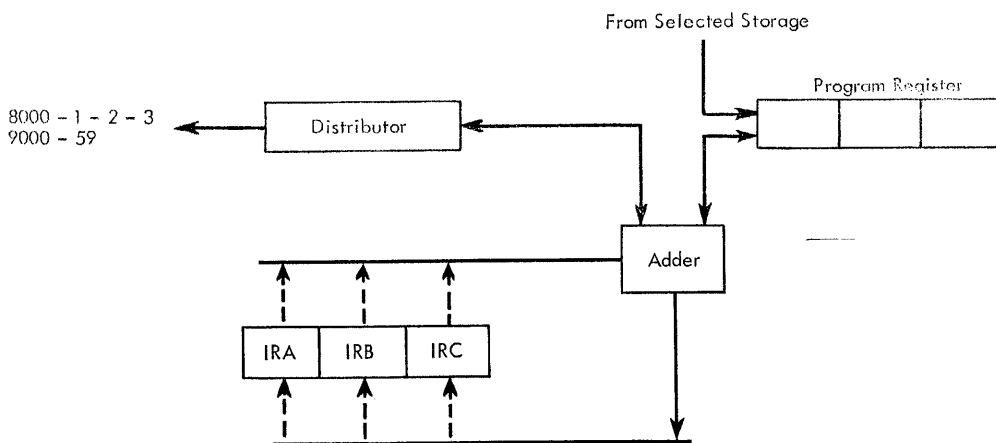 From Selected Storage
Program Register
8000 - 1 - 2 - 3
9000 - 59
Distributor
Adder
IRA IRB IRC